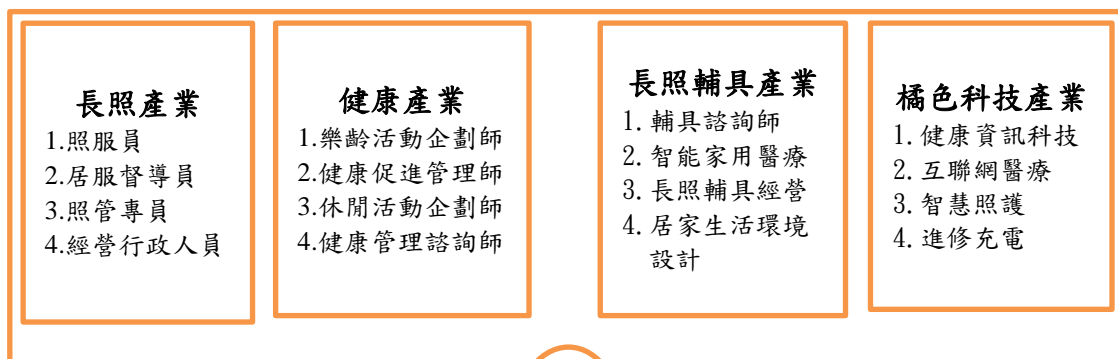 長照產業
1.照服員
2.居服督導員
3.照管專員
4.經營行政人員
健康產業
1.樂齡活動企劃師
2.健康促進管理師
3.休閒活動企劃師
4.健康管理諮詢師
長照輔具產業
1. 輔具諮詢師
2. 智能家用醫療
3. 長照輔具經營
4. 居家生活環境
設計
橘色科技產業
1. 健康資訊科技
2. 互聯網醫療
3. 智慧照護
4. 進修充電